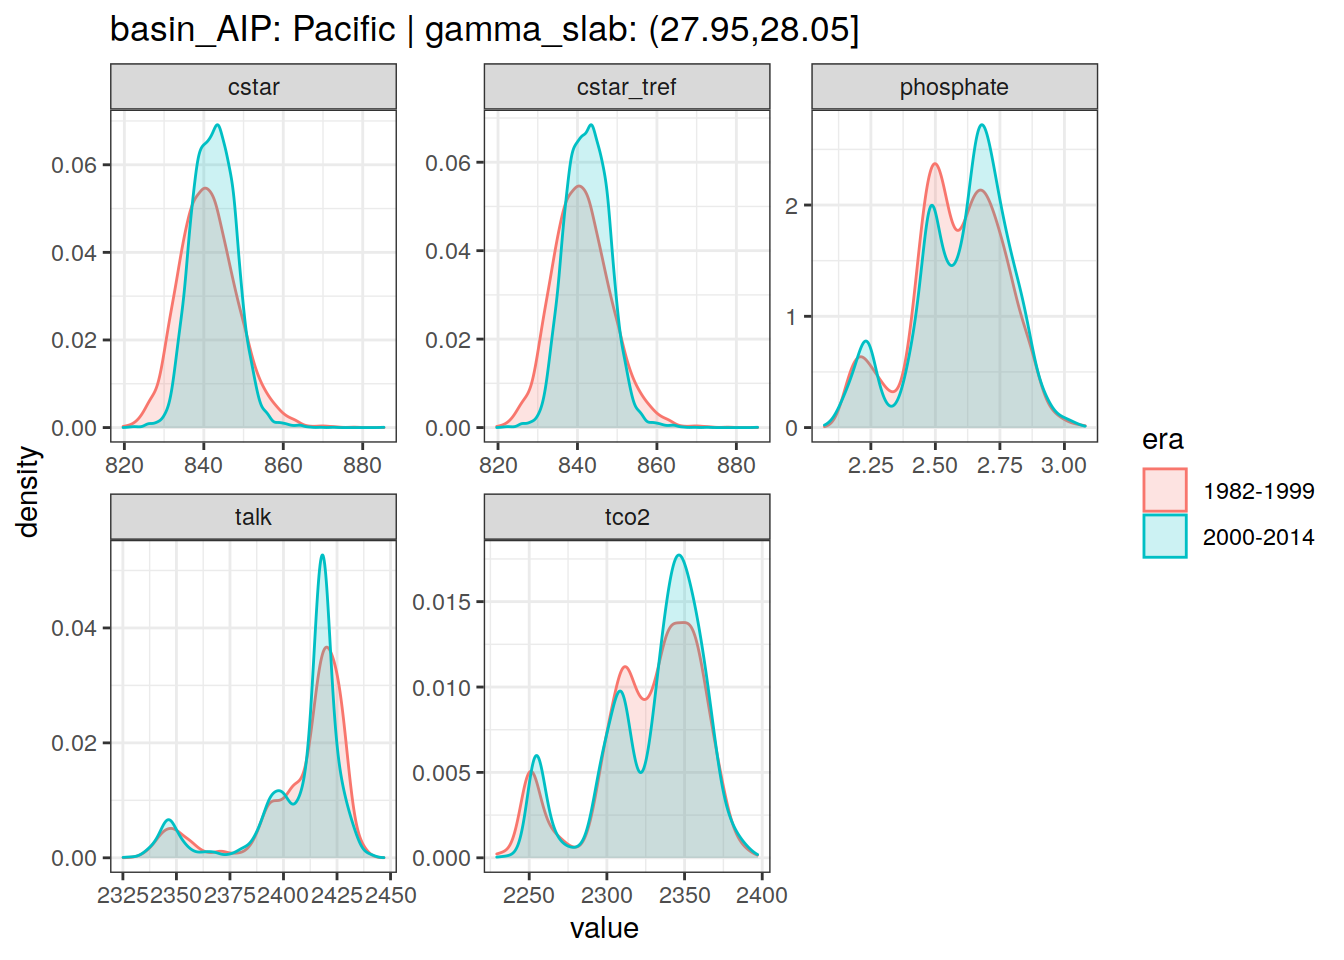 basin_AIP: Pacific | gamma_slab: (27.95,28.05]
cstar
cstar_tref
phosphate
0.06
0.04
0.02
0.00
820 840 860 880
0.06
0.04
0.02
0.00
820 840 860 880
2
1
0
2.25 2.50 2.75 3.00
density
talk
tco2
0.04
0.02
0.00
2325 2350 2375 2400 2425 2450
0.015
0.010
0.005
0.000
2250 2300 2350 2400
value
era
1982-1999
2000-2014